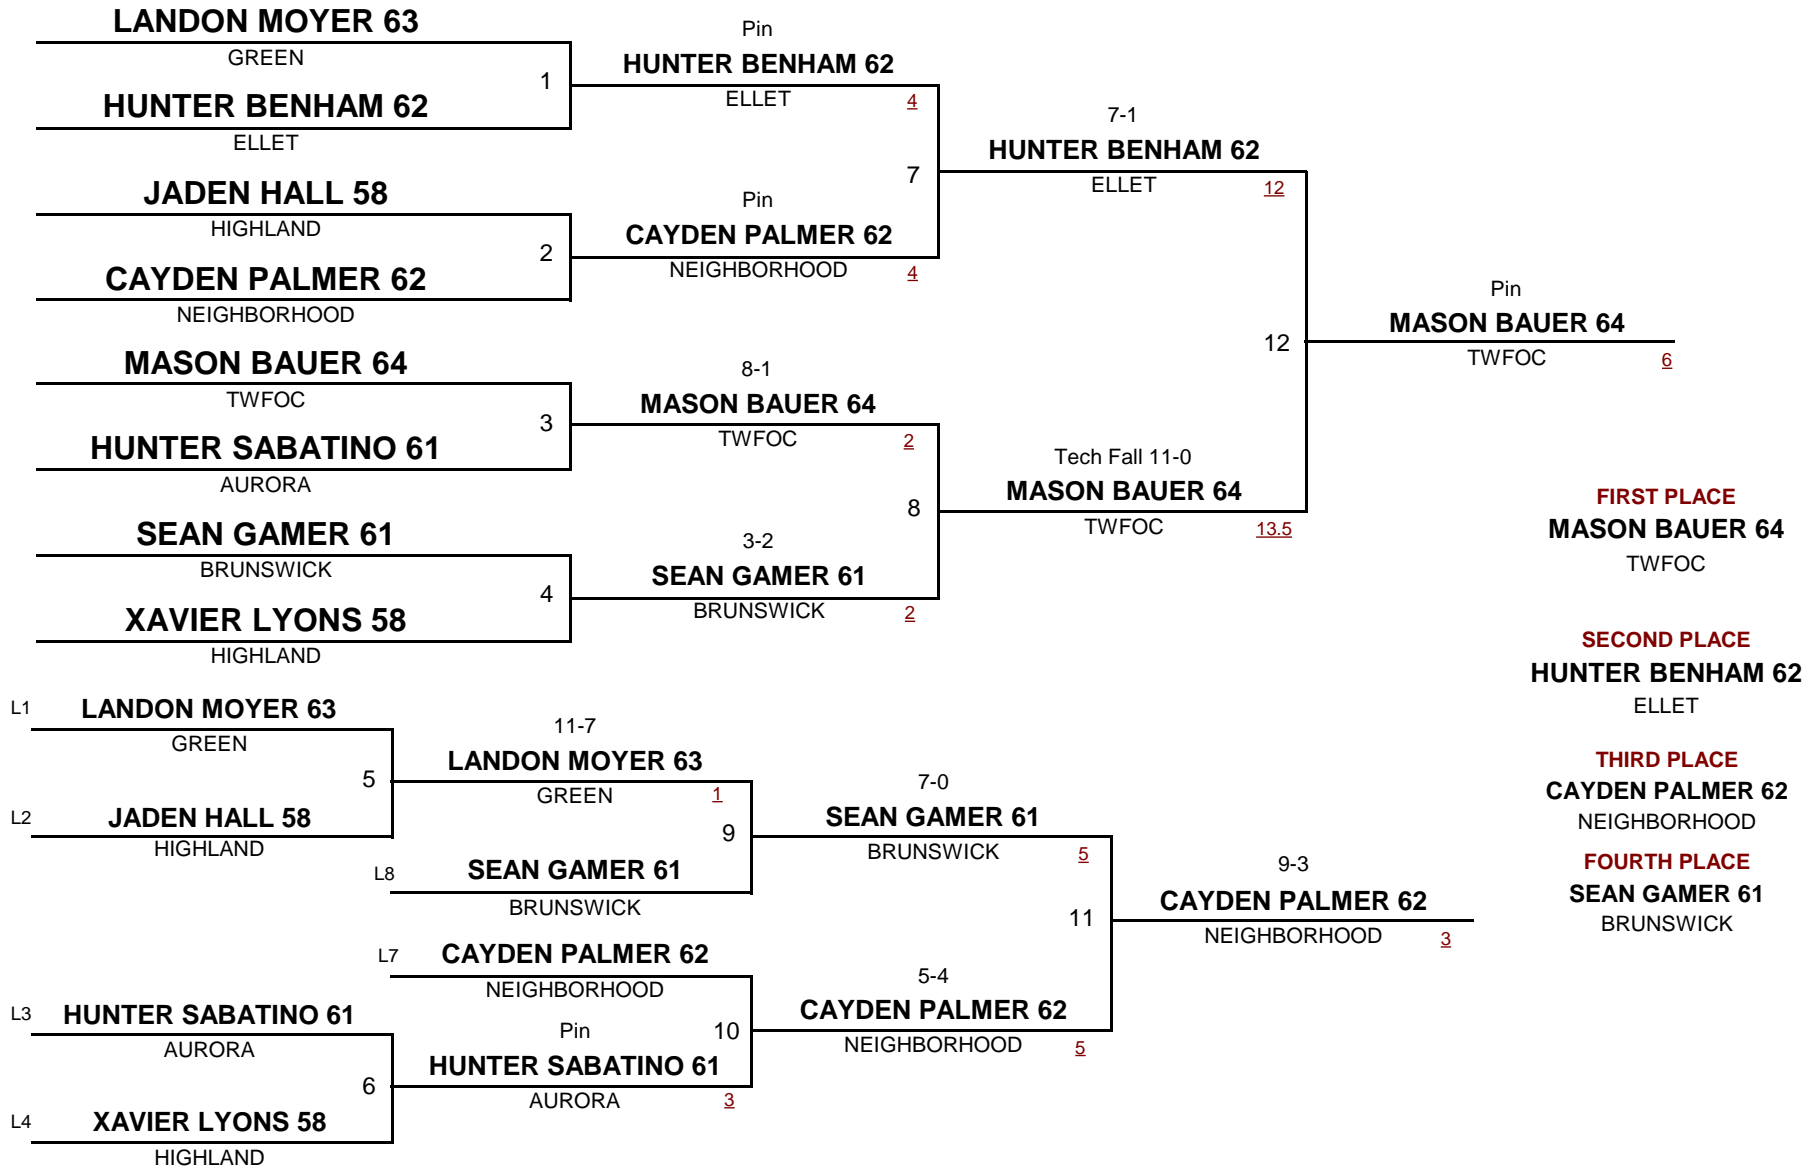 LANDON MOYER 63
GREEN
1
HUNTER BENHAM 62
ELLET
Pin
HUNTER BENHAM 62
ELLET
4
JADEN HALL 58
HIGHLAND
2
CAYDEN PALMER 62
NEIGHBORHOOD
Pin
CAYDEN PALMER 62
NEIGHBORHOOD
4
7
7-1
HUNTER BENHAM 62
ELLET
12
MASON BAUER 64
TWFOC
3
HUNTER SABATINO 61
AURORA
8-1
MASON BAUER 64
TWFOC
2
SEAN GAMER 61
BRUNSWICK
4
XAVIER LYONS 58
HIGHLAND
3-2
SEAN GAMER 61
BRUNSWICK
2
8
Tech Fall 11-0
MASON BAUER 64
TWFOC
13.5
12
Pin
MASON BAUER 64
TWFOC
6
FIRST PLACE
MASON BAUER 64
TWFOC
SECOND PLACE
HUNTER BENHAM 62
ELLET
THIRD PLACE
CAYDEN PALMER 62
NEIGHBORHOOD
FOURTH PLACE
SEAN GAMER 61
BRUNSWICK
L1
LANDON MOYER 63
GREEN
5
L2
JADEN HALL 58
HIGHLAND
11-7
LANDON MOYER 63
GREEN
1
9
L8
SEAN GAMER 61
BRUNSWICK
7-0
SEAN GAMER 61
BRUNSWICK
5
L7
CAYDEN PALMER 62
NEIGHBORHOOD
10
L3
HUNTER SABATINO 61
AURORA
6
L4
XAVIER LYONS 58
HIGHLAND
Pin
HUNTER SABATINO 61
AURORA
3
5-4
CAYDEN PALMER 62
NEIGHBORHOOD
5
11
9-3
CAYDEN PALMER 62
NEIGHBORHOOD
3